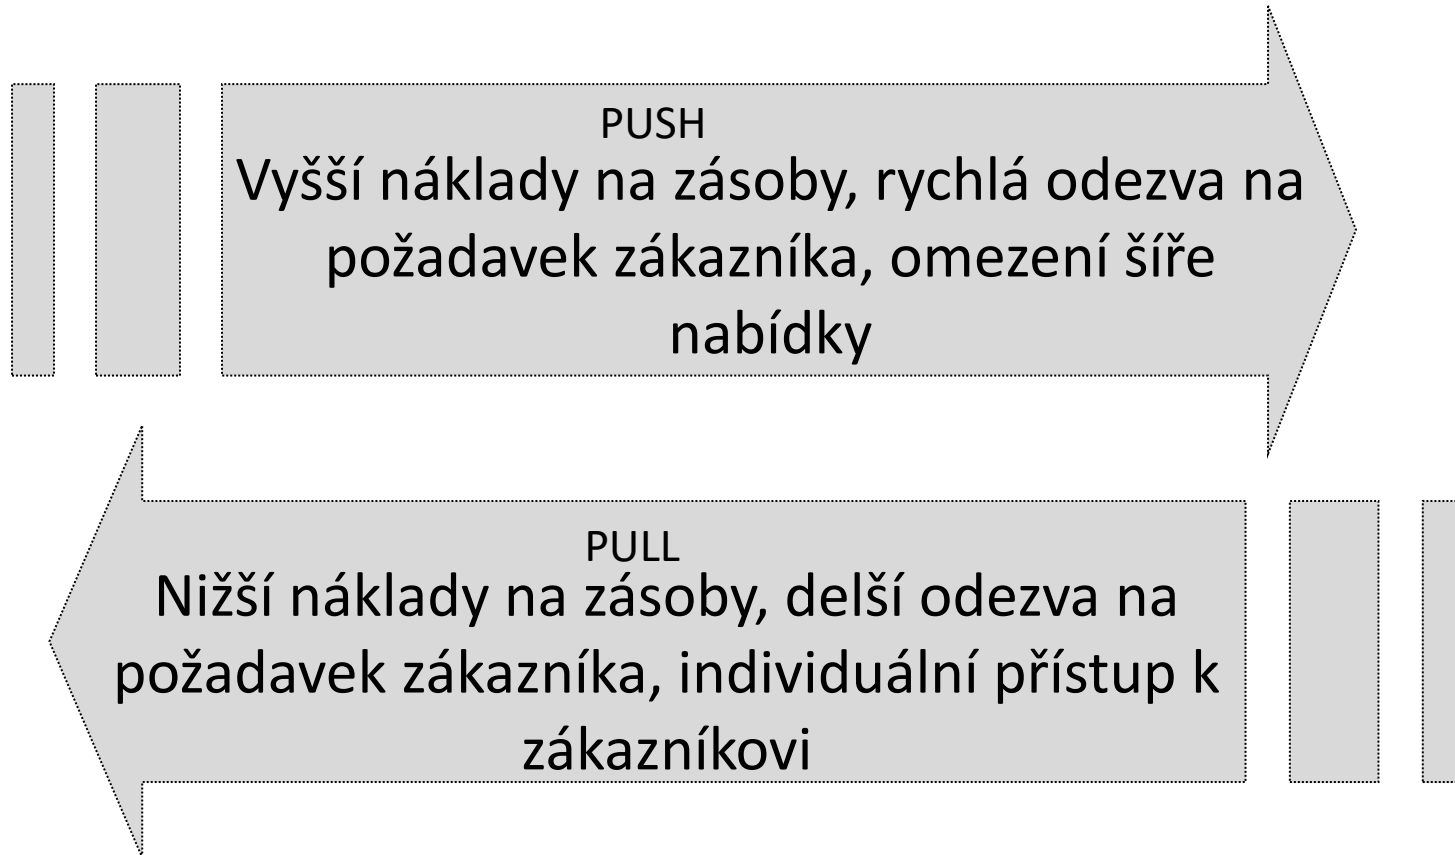 PUSH
Vyšší náklady na zásoby, rychlá odezva na
požadavek zákazníka, omezení šíře
nabídky
PULL
Nižší náklady na zásoby, delší odezva na
požadavek zákazníka, individuální přístup k
zákazníkovi